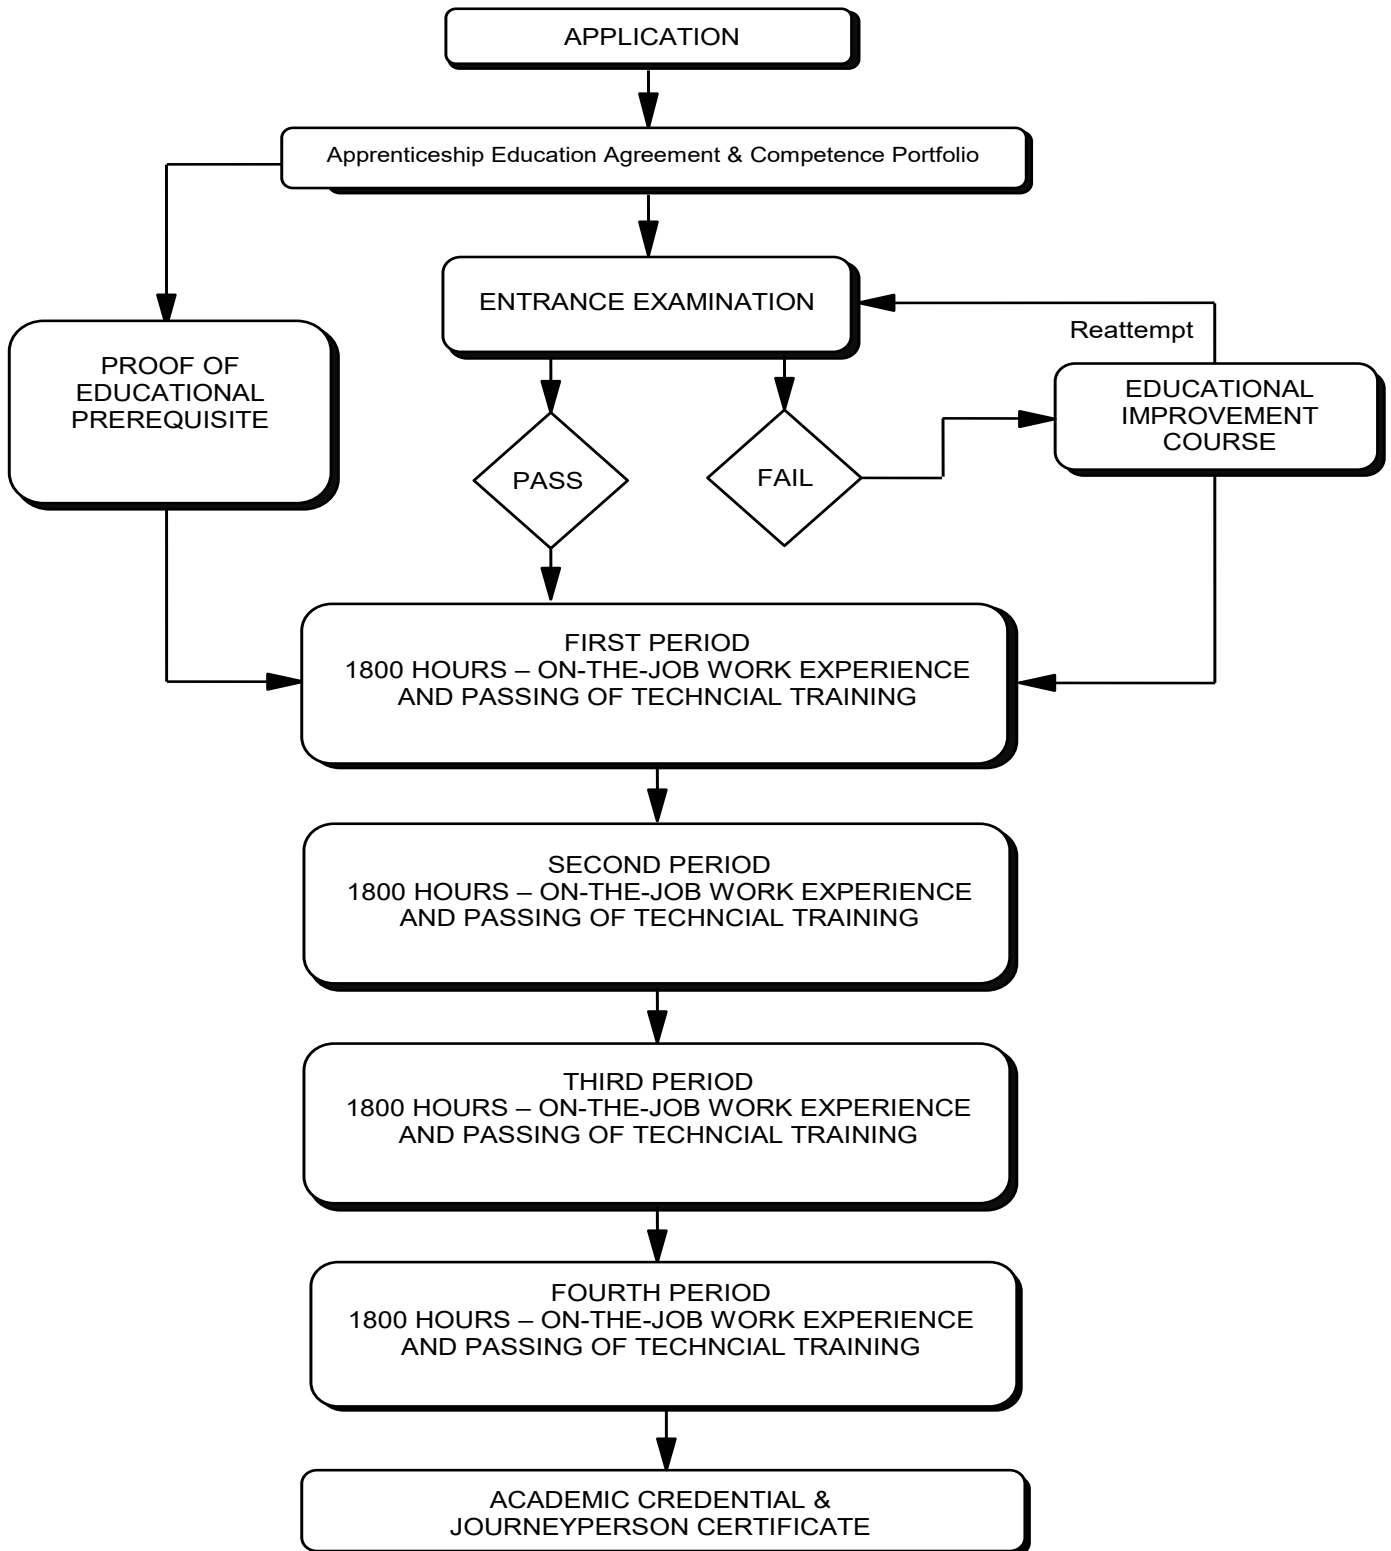 APPLICATION
Apprenticeship Education Agreement & Competence Portfolio
ENTRANCE EXAMINATION
Reattempt
PROOF OF
EDUCATIONAL
PREREQUISITE
EDUCATIONAL
IMPROVEMENT
COURSE
PASS
FAIL
FIRST PERIOD
1800 HOURS – ON-THE-JOB WORK EXPERIENCE
AND PASSING OF TECHNCIAL TRAINING
SECOND PERIOD
1800 HOURS – ON-THE-JOB WORK EXPERIENCE
AND PASSING OF TECHNCIAL TRAINING
THIRD PERIOD
1800 HOURS – ON-THE-JOB WORK EXPERIENCE
AND PASSING OF TECHNCIAL TRAINING
FOURTH PERIOD
1800 HOURS – ON-THE-JOB WORK EXPERIENCE
AND PASSING OF TECHNCIAL TRAINING
ACADEMIC CREDENTIAL &
JOURNEYPERSON CERTIFICATE